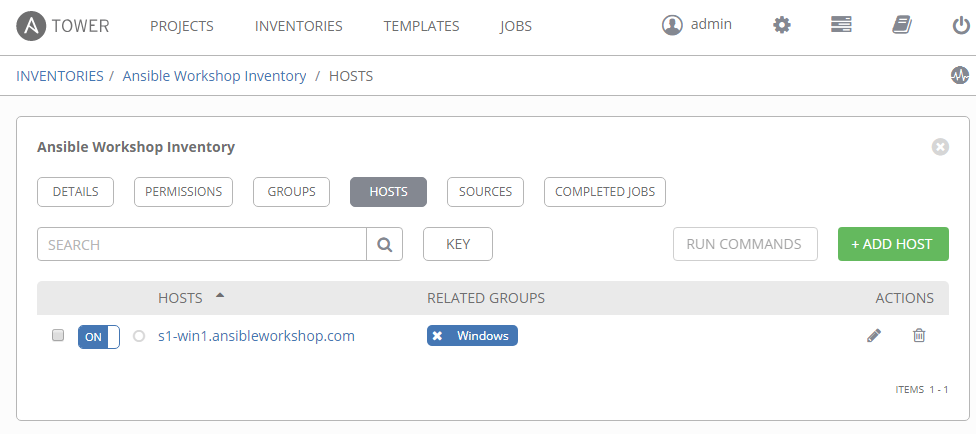 A TOWER PROJECTS INVENTORIES TEMPLATES JOBS admin
INVENTORIES / Ansible Workshop Inventory / HOSTS
Ansible Workshop Inventory
DETAILS PERMISSIONS GROUPS HOSTS SOURCES COMPLETED JOBS
SEARCH KEY RUN COMMANDS + ADD HOST
HOSTS RELATED GROUPS ACTIONS
ON s1-win1.ansibleworkshop.com Windows
ITEMS 1 - 1